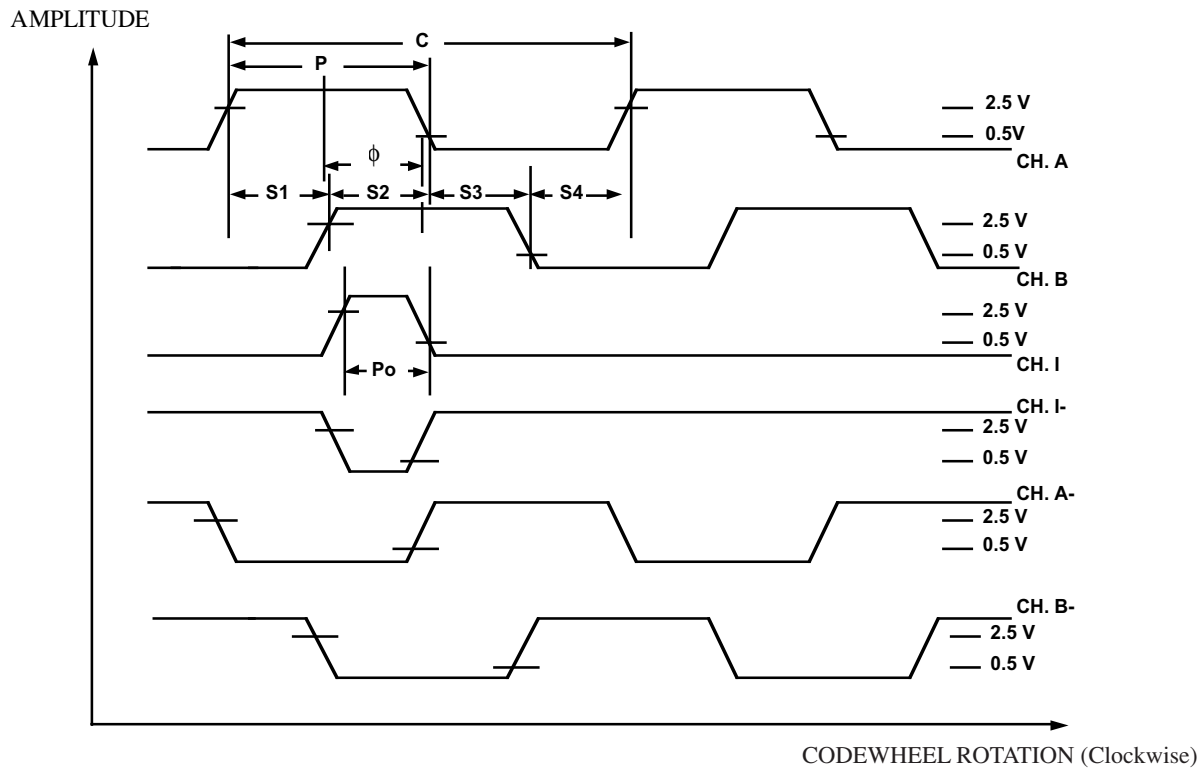 AMPLITUDE
C
P
2.5 V
0.5V
CH. A
ϕ
S1 S2 S3 S4
2.5 V
0.5 V
CH. B
2.5 V
0.5 V
CH. I
Po
CH. I-
2.5 V
0.5 V
CH. A-
2.5 V
0.5 V
CH. B-
2.5 V
0.5 V
CODEWHEEL ROTATION (Clockwise)